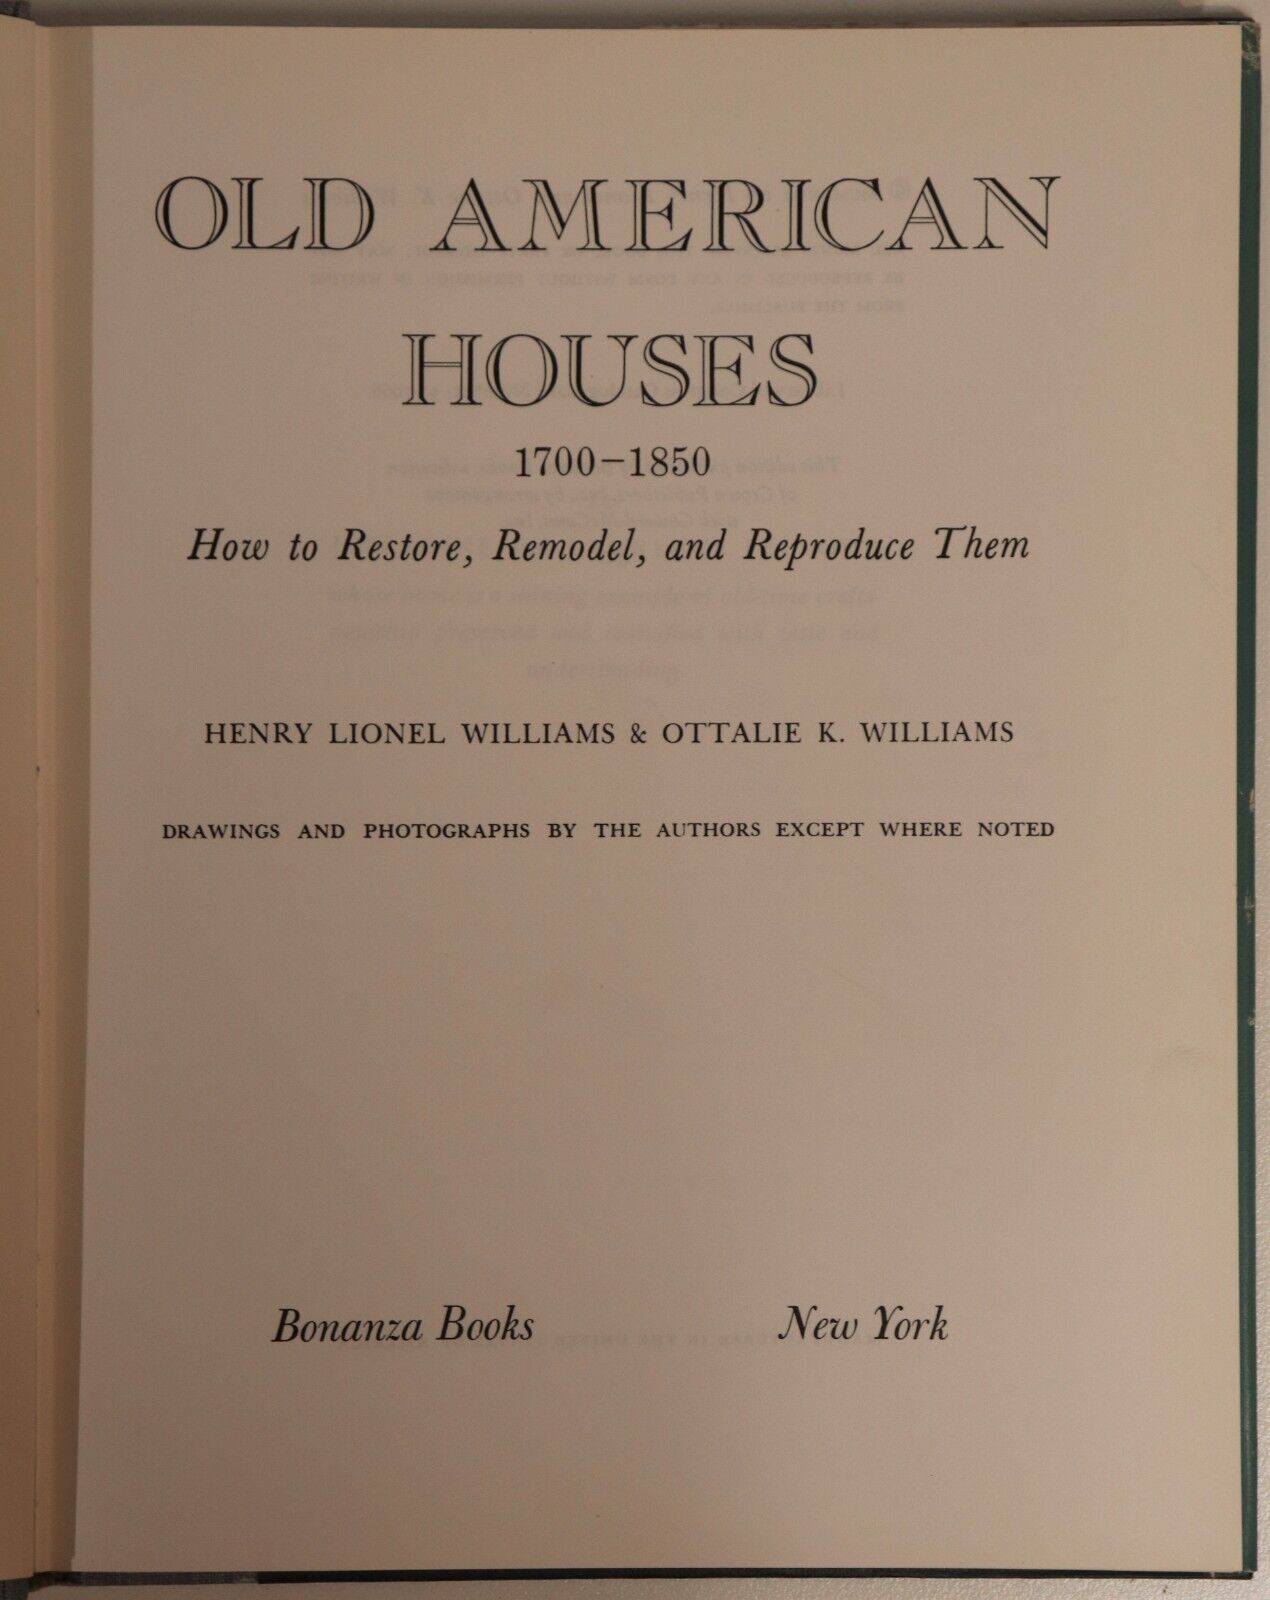 OLD AMERICAN
HOUSES
1700–1850
How to Restore, Remodel, and Reproduce Them
HENRY LIONEL WILLIAMS & OTTALIE K. WILLIAMS
DRAWINGS AND PHOTOGRAPHS BY THE AUTHORS EXCEPT WHERE NOTED
Bonanza Books New York